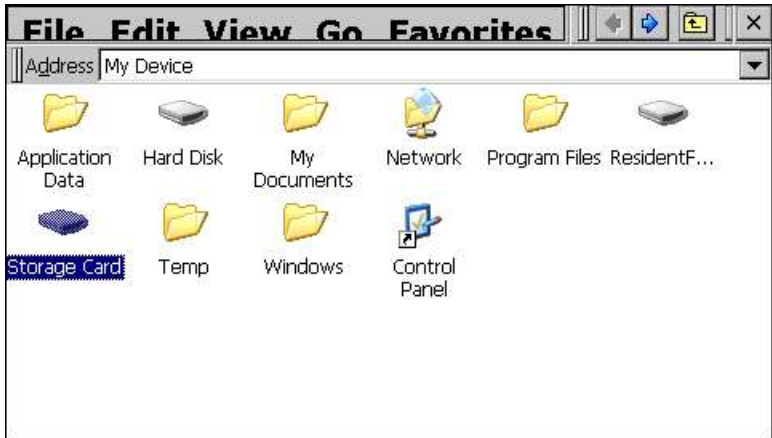 File Edit View Go Favorites
Address My Device
Application Data
Hard Disk
My Documents
Network
Program Files
ResidentF...
Storage Card
Temp
Windows
Control Panel